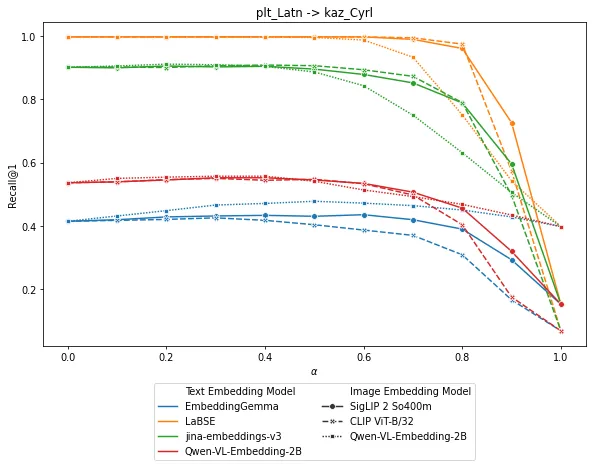 plt_Latn -> kaz_Cyrl
1.0
0.8
0.6
0.4
0.2
Recall@1
0.0 0.2 0.4 0.6 0.8 1.0
α
Text Embedding Model Image Embedding Model
EmbeddingGemma SigLIP 2 So400m
LaBSE CLIP ViT-B/32
jina-embeddings-v3 Qwen-VL-Embedding-2B
Qwen-VL-Embedding-2B